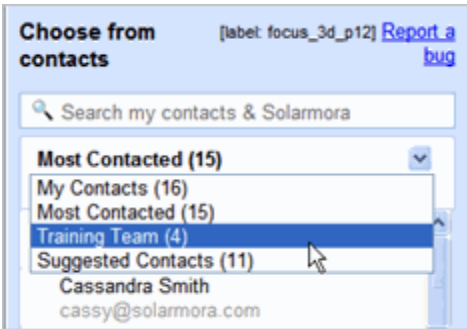 Choose from contacts
[label: focus_3d_p12] Report a bug
Search my contacts & Solarmora
Most Contacted (15)
My Contacts (16)
Most Contacted (15)
Training Team (4)
Suggested Contacts (11)
Cassandra Smith
cassy@solarmora.com